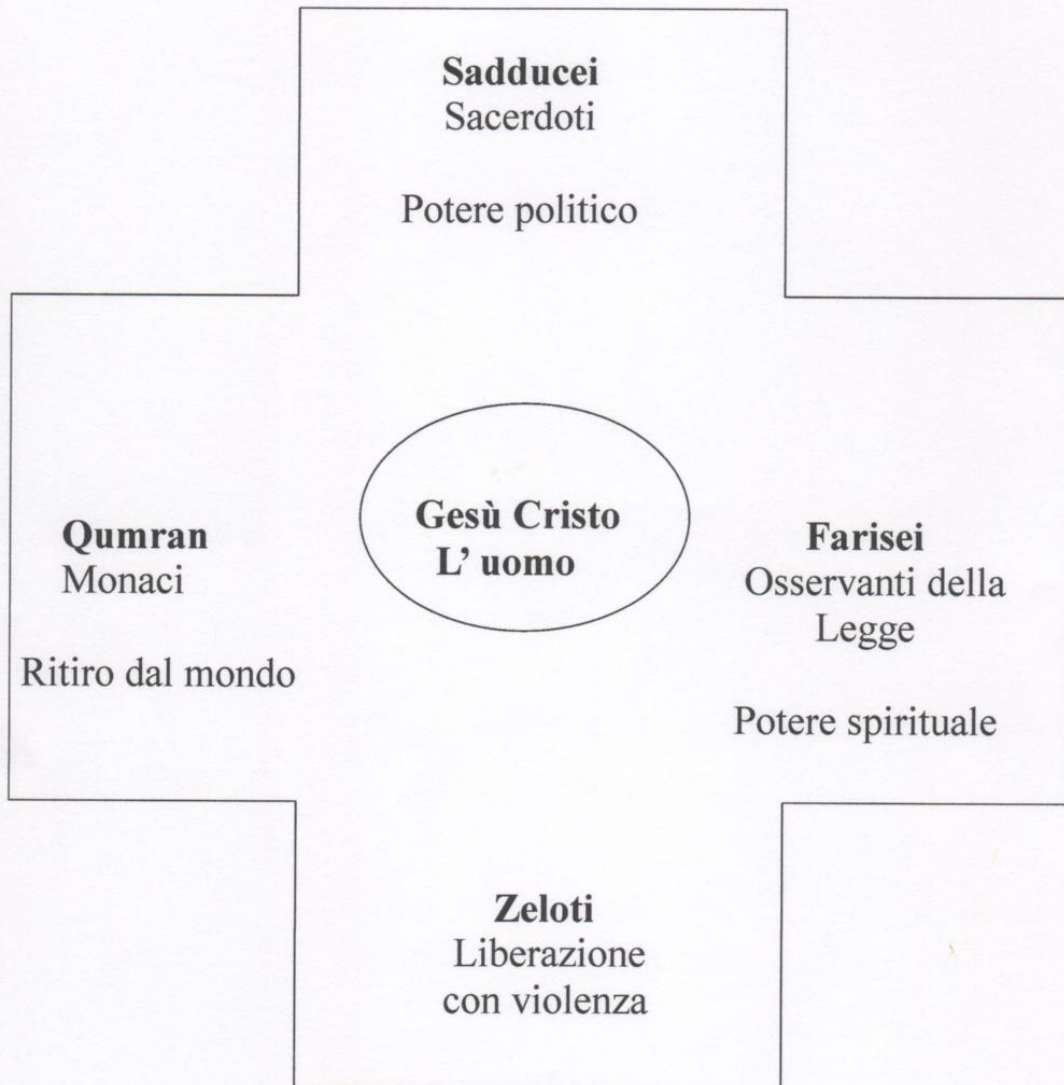 Sadducei
Sacerdoti
Potere politico
Gesù Cristo
L' uomo
Qumran
Monaci
Ritiro dal mondo
Farisei
Osservanti della
Legge
Potere spirituale
Zeloti
Liberazione
con violenza